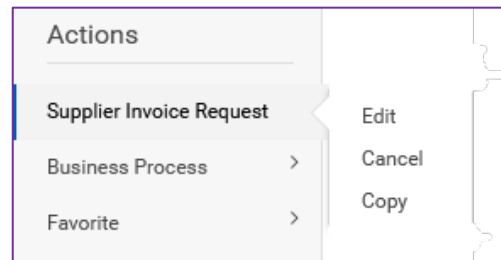 Actions
Supplier Invoice Request
Edit
Business Process
Cancel
Copy
Favorite